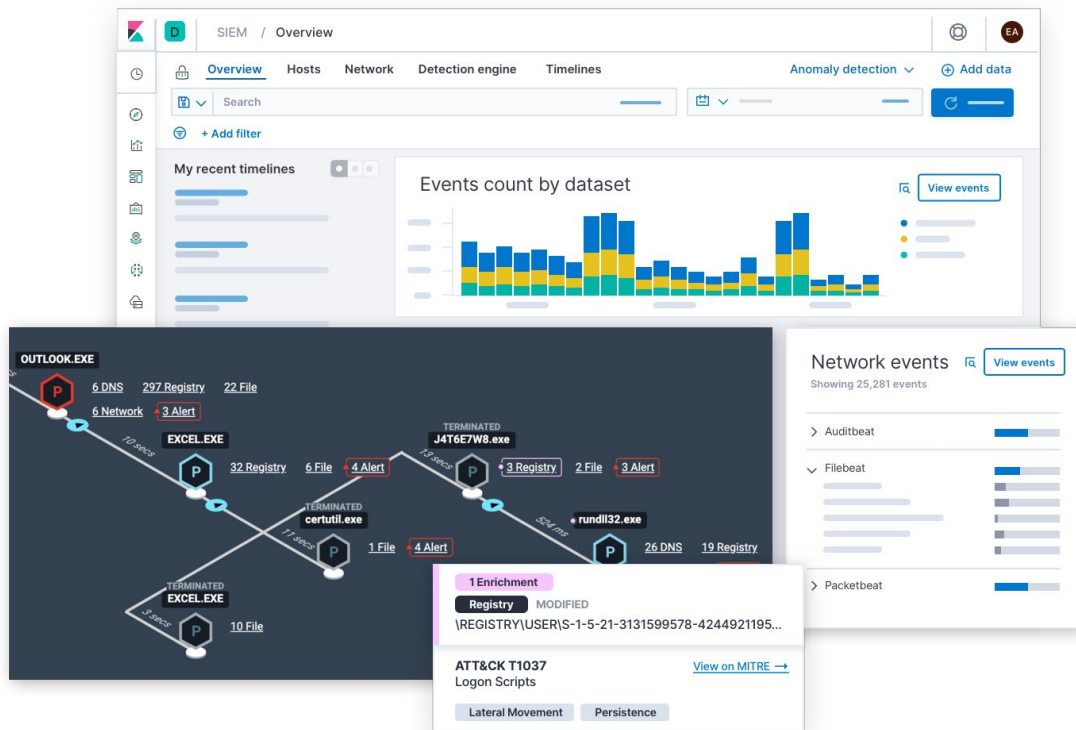 D SIEM / Overview EA
Overview Hosts Network Detection engine Timelines Anomaly detection Add data
Search
+ Add filter
My recent timelines
Events count by dataset
View events
OUTLOOK.EXE
P
6 DNS 297 Registry 22 File
6 Network 3 Alert
10 secs
EXCEL.EXE
P
32 Registry 6 File 4 Alert
TERMINATED
J4T6E7W8.exe
13 secs
P
3 Registry 2 File 3 Alert
TERMINATED
certutil.exe
11 secs
P
1 File 4 Alert
524 ms
rundll32.exe
P
26 DNS 19 Registry
TERMINATED
EXCEL.EXE
3 secs
P
10 File
Network events
View events
Showing 25,281 events
Auditbeat
Filebeat
Packetbeat
1 Enrichment
Registry MODIFIED
\REGISTRY\USER\S-1-5-21-3131599578-4244921195...
ATT&CK T1037
View on MITRE →
Logon Scripts
Lateral Movement Persistence